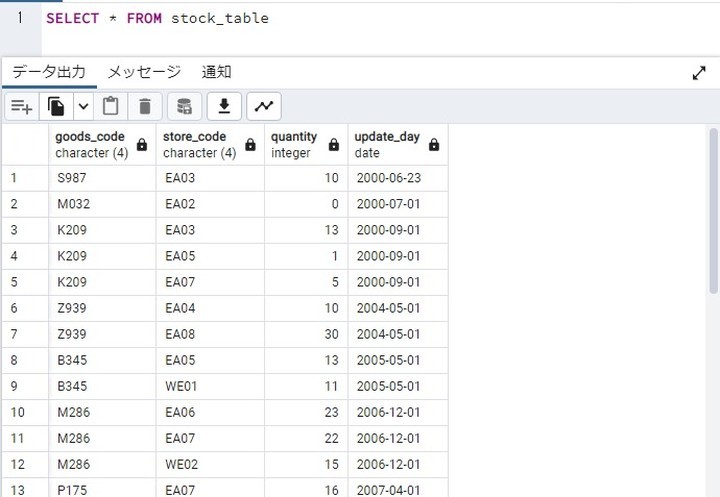 1 SELECT * FROM stock_table
データ出力 メッセージ 通知
goods_code store_code quantity update_day
character (4) character (4) integer date
1 S987 EA03 10 2000-06-23
2 M032 EA02 0 2000-07-01
3 K209 EA03 13 2000-09-01
4 K209 EA05 1 2000-09-01
5 K209 EA07 5 2000-09-01
6 Z939 EA04 10 2004-05-01
7 Z939 EA08 30 2004-05-01
8 B345 EA05 13 2005-05-01
9 B345 WE01 11 2005-05-01
10 M286 EA06 23 2006-12-01
11 M286 EA07 22 2006-12-01
12 M286 WE02 15 2006-12-01
13 P175 EA07 16 2007-04-01